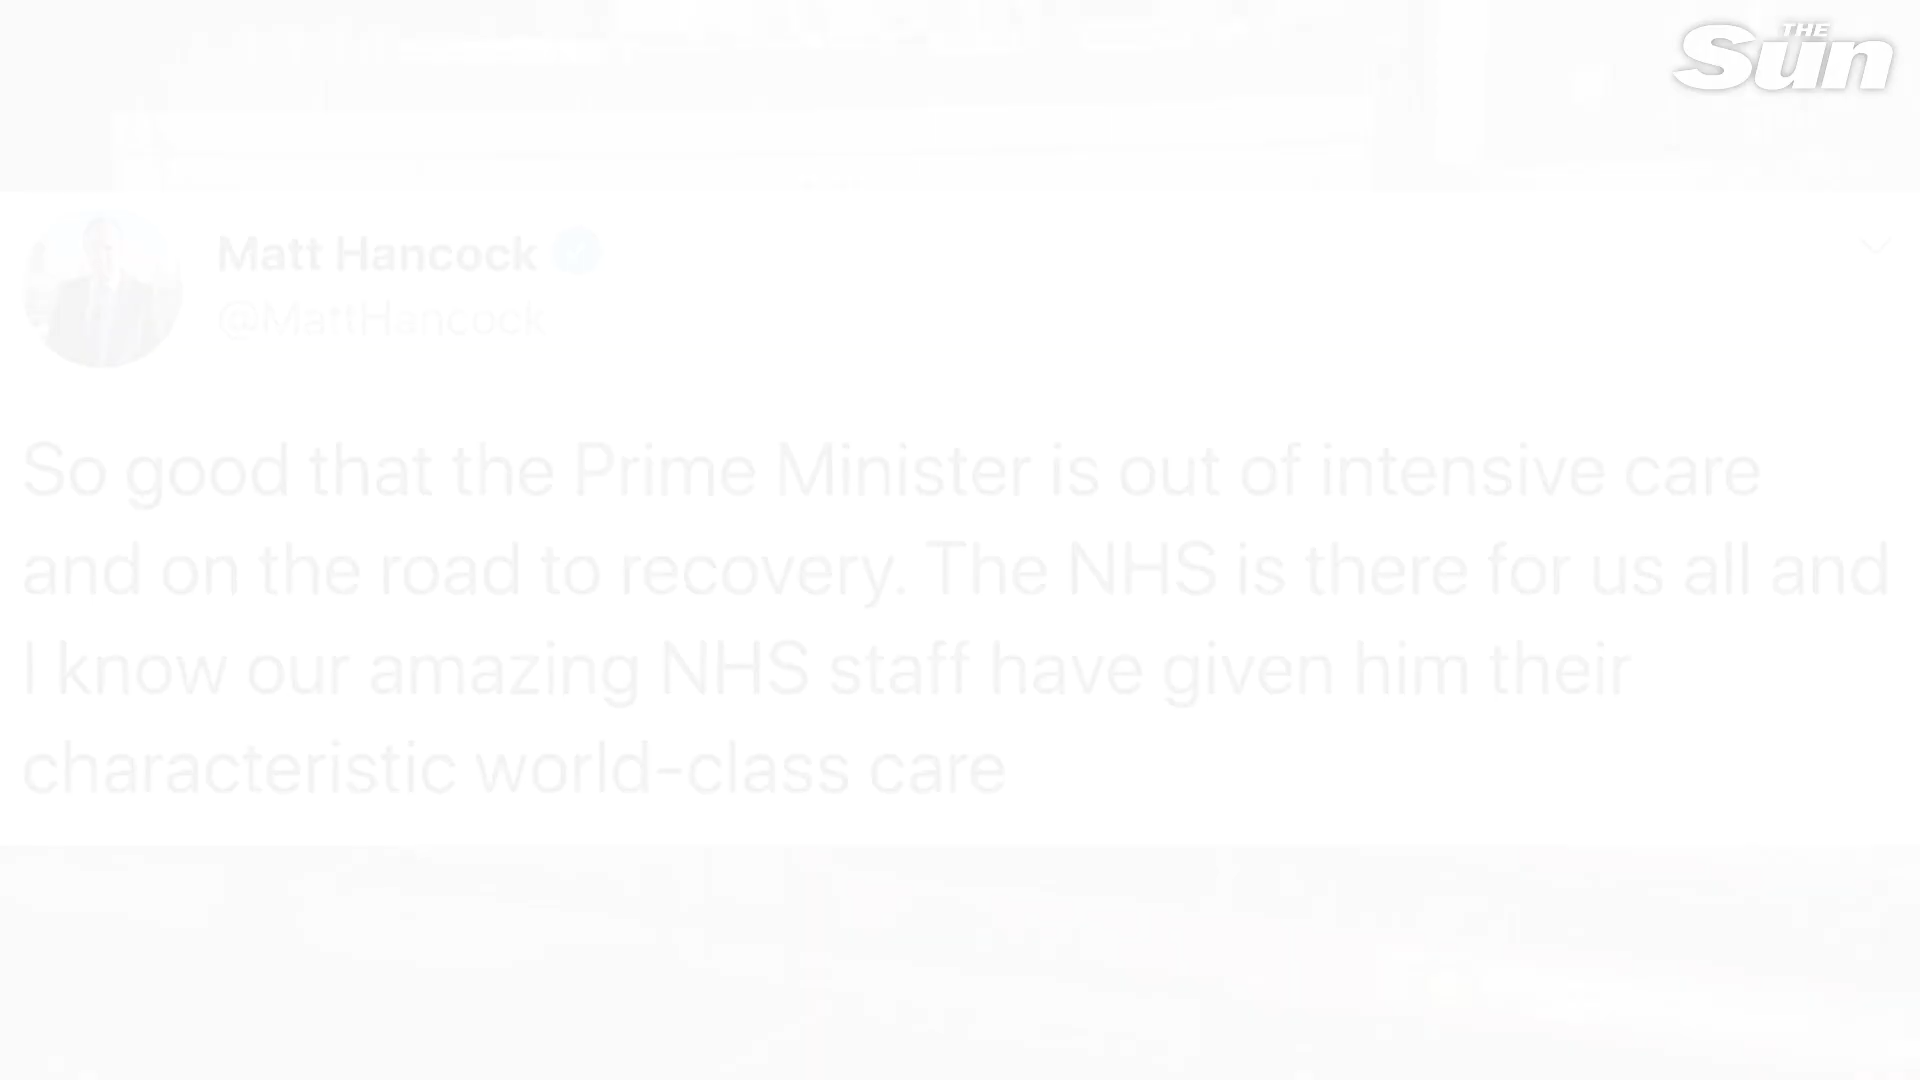 THE
Sun
Matt Hancock
@MattHancock
So good that the Prime Minister is out of intensive care
and on the road to recovery. The NHS is there for us all and
I know our amazing NHS staff have given him their
characteristic world-class care